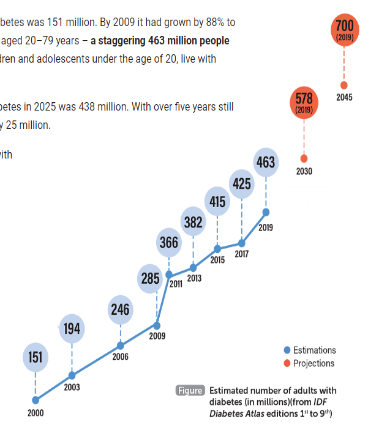 betes was 151 million. By 2009 it had grown by 88% to
aged 20–79 years – a staggering 463 million people
dren and adolescents under the age of 20, live with
betes in 2025 was 438 million. With over five years still
y 25 million.
with
700
(2019)
2045
578
(2019)
2030
463
2019
425
2017
415
2015
382
2013
366
2011
285
2009
246
2006
194
2003
151
2000
Estimations
Projections
Figure Estimated number of adults with
diabetes (in millions)(from IDF
Diabetes Atlas editions 1st to 9th)